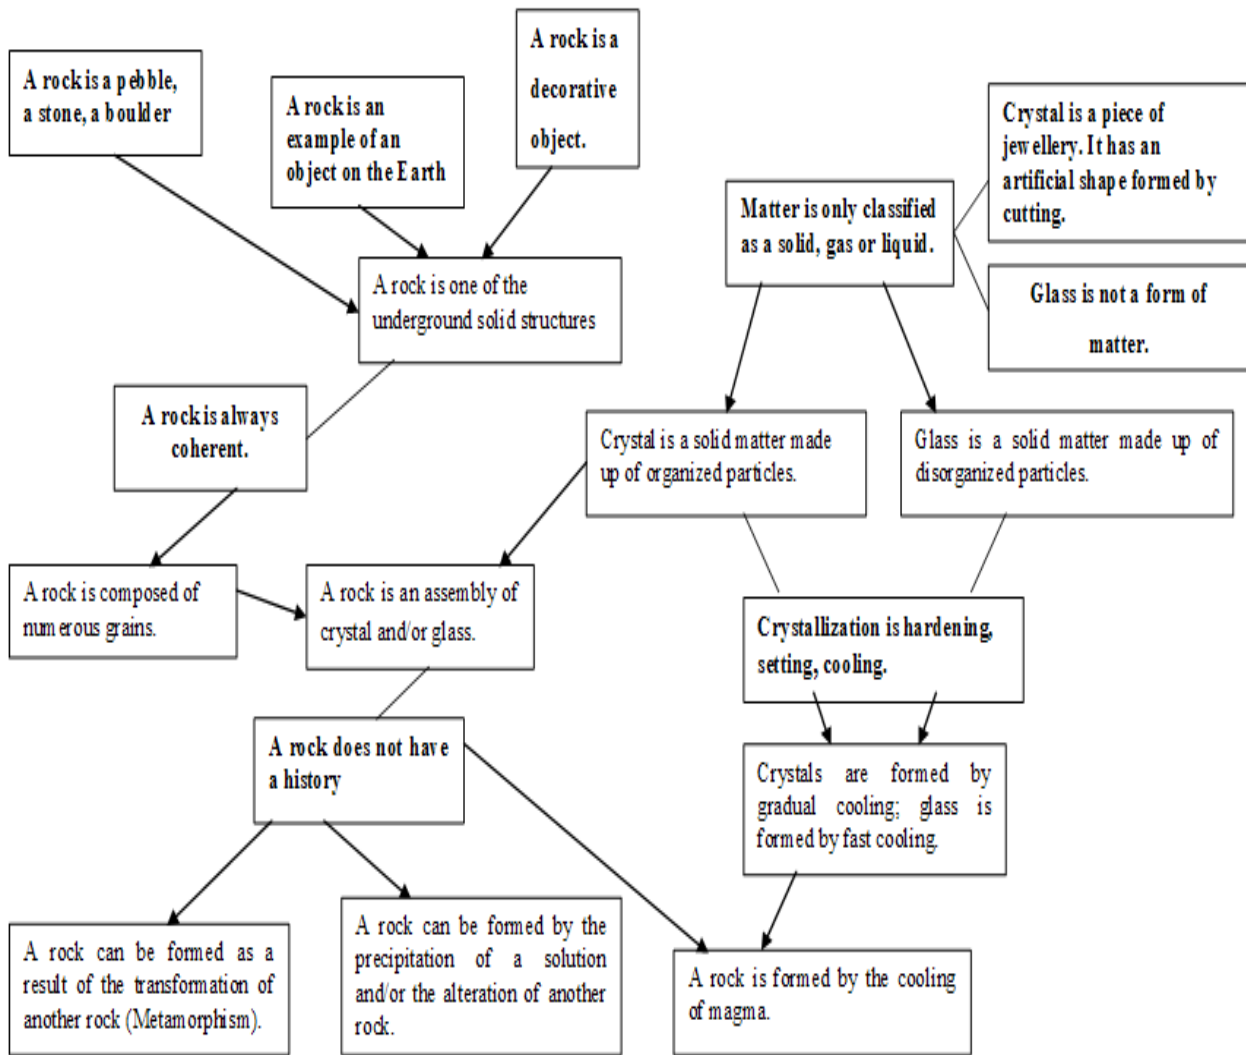 A rock is a pebble,
a stone, a boulder
A rock is an
example of an
object on the Earth
A rock is a
decorative
object.
Crystal is a piece of
jewellery. It has an
artificial shape formed by
cutting.
Matter is only classified
as a solid, gas or liquid.
Glass is not a form of
matter.
A rock is one of the
underground solid structures
A rock is always
coherent.
Crystal is a solid matter made
up of organized particles.
Glass is a solid matter made up of
disorganized particles.
A rock is composed of
numerous grains.
A rock is an assembly of
crystal and/or glass.
Crystallization is hardening,
setting, cooling.
A rock does not have
a history
Crystals are formed by
gradual cooling; glass is
formed by fast cooling.
A rock can be formed as a
result of the transformation of
another rock (Metamorphism).
A rock can be formed by the
precipitation of a solution
and/or the alteration of another
rock.
A rock is formed by the cooling
of magma.